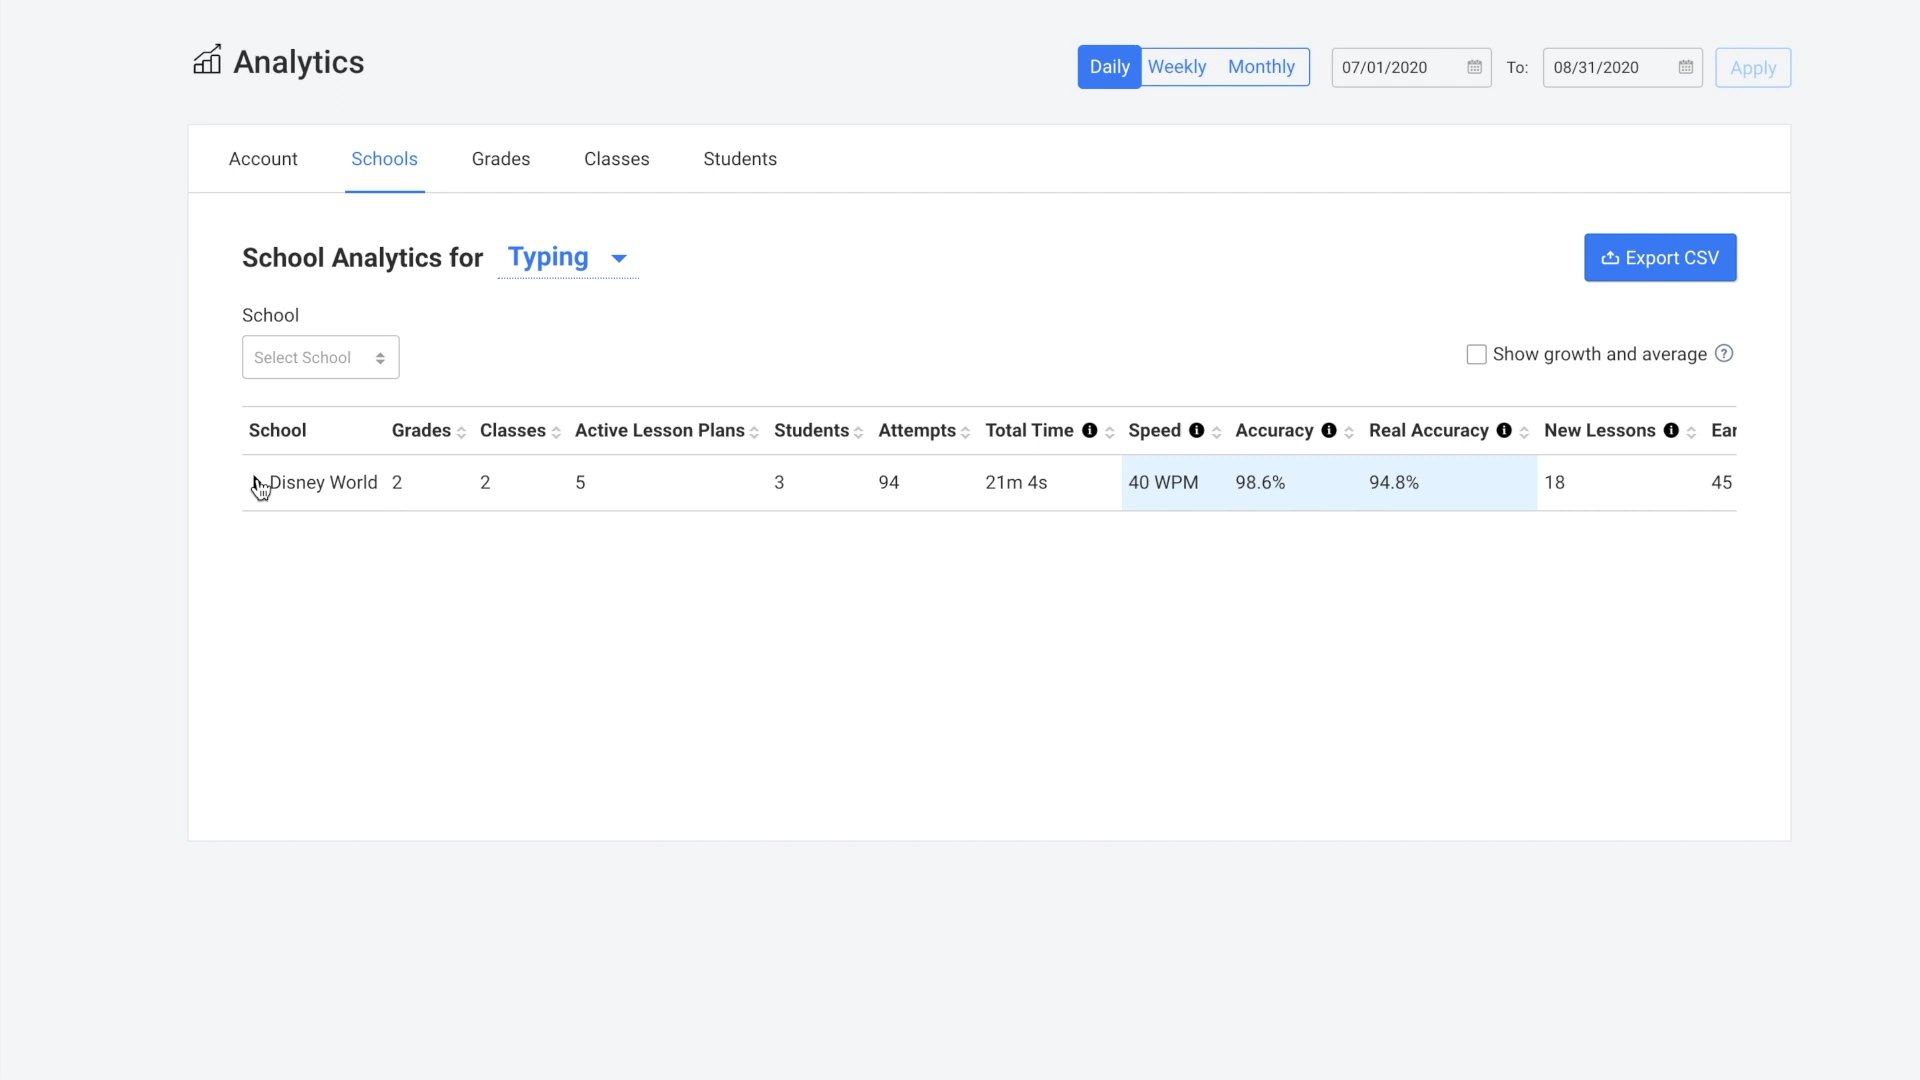 Analytics
Daily Weekly Monthly 07/01/2020 To: 08/31/2020 Apply
Account Schools Grades Classes Students
School Analytics for Typing
Export CSV
School
Select School
Show growth and average ?
School Grades Classes Active Lesson Plans Students Attempts Total Time Speed Accuracy Real Accuracy New Lessons Ear
Disney World 2 2 5 3 94 21m 4s 40 WPM 98.6% 94.8% 18 45